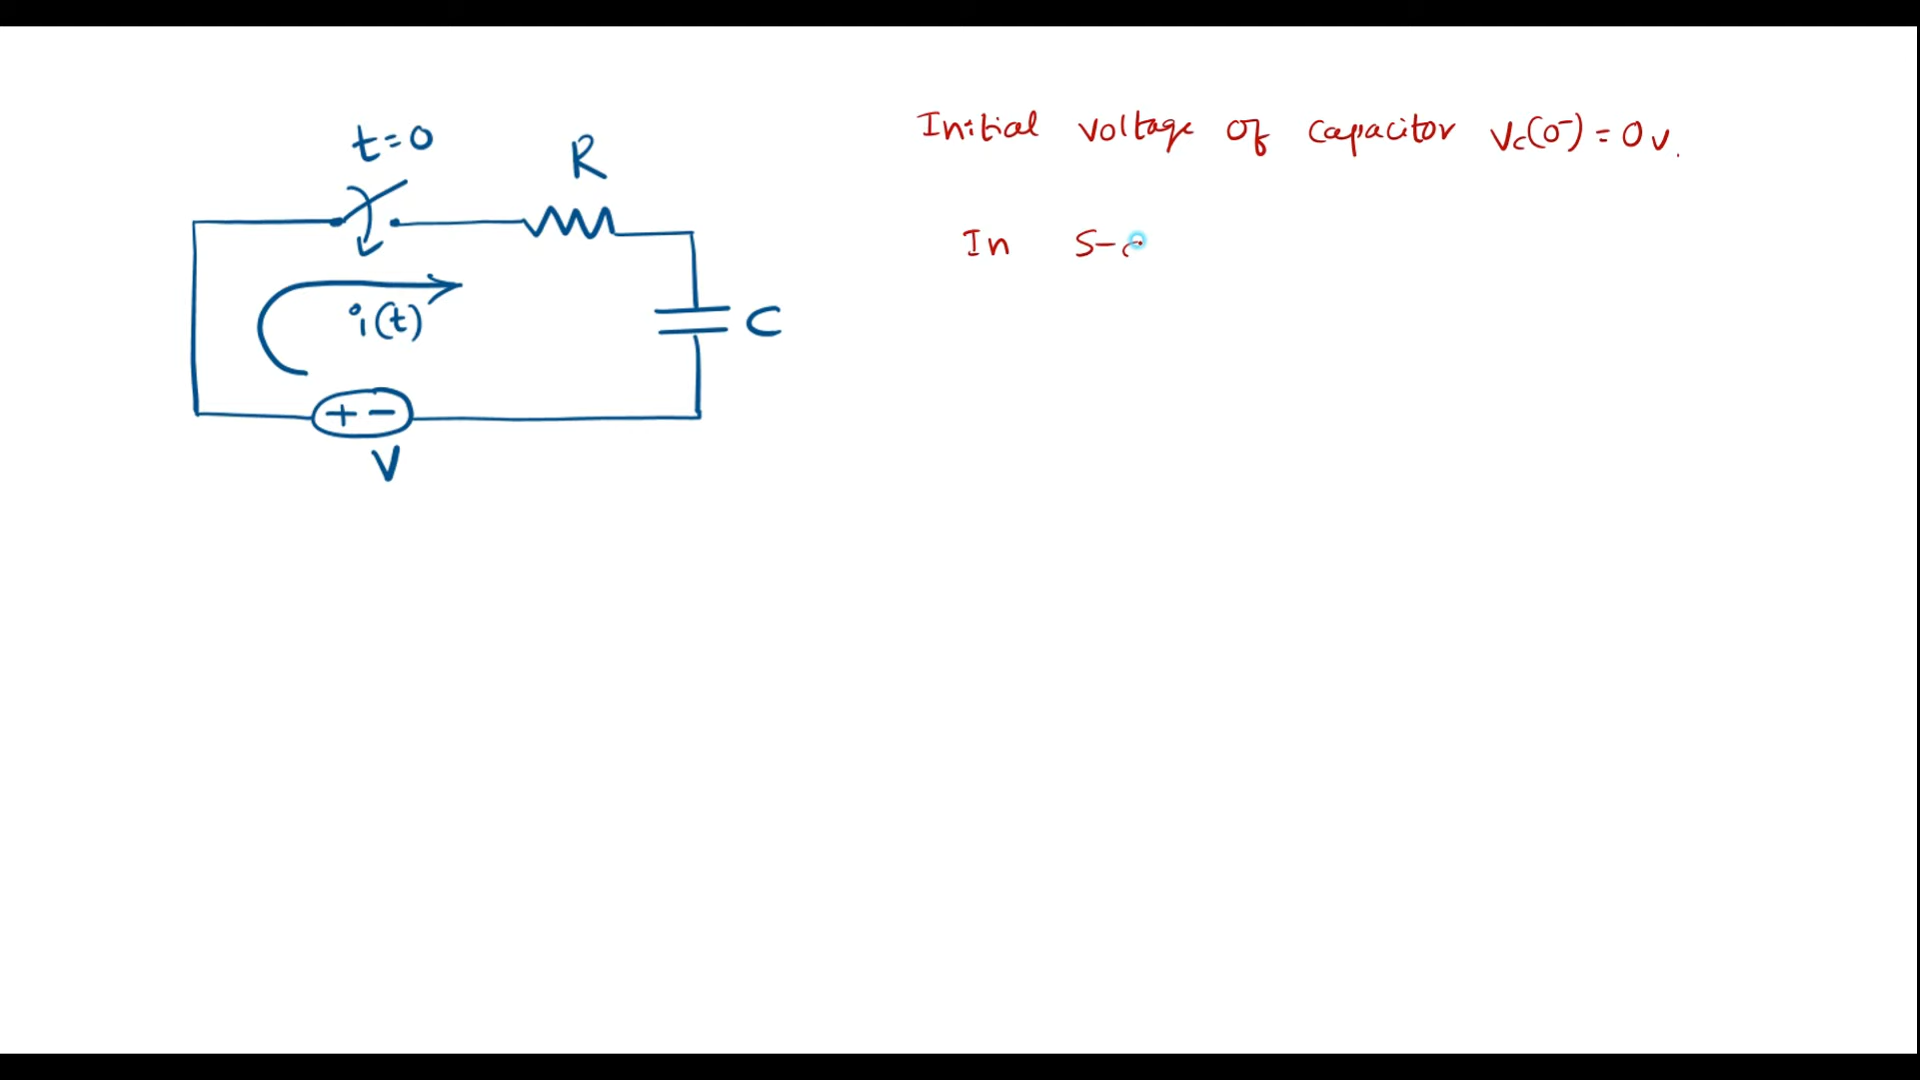 t=0
R
i(t)
C
+ -
V
Initial voltage of capacitor Vc(0⁻) = 0 v.
In S-